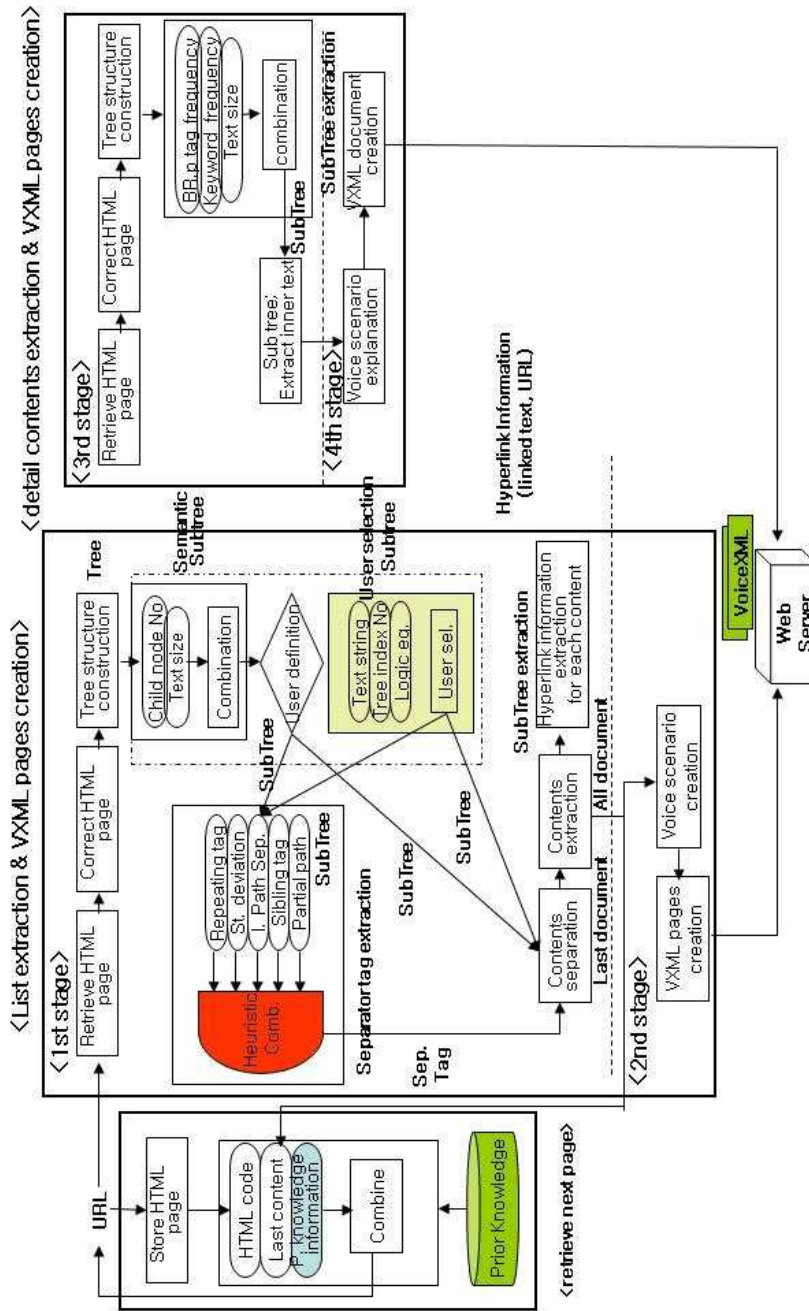 <List extraction & VXML pages creation>
<detail contents extraction & VXML pages creation>
URL
Store HTML
page
HTML code
Last content
P. knowledge
information
Combine
Prior Knowledge
<retrieve next page>
<1st stage>
Retrieve HTML
page
Correct HTML
page
Tree structure
construction
Tree
Child node No
Text size
Combination
Semantic
Subtree
User definition
Text string
Tree index No
Logic eq.
User sel.
User selection
Subtree
SubTree
Repeating tag
St. deviation
I. Path Sep.
Sibling tag
Partial path
SubTree
Heuristic
Comb.
Separator tag extraction
Sep.
Tag
SubTree
SubTree
Contents
separation
Contents
extraction
Hyperlink information
extraction
for each content
SubTree extraction
Last document
All document
<2nd stage>
Voice scenario
creation
VXML pages
creation
Hyperlink Information
(linked text, URL)
<3rd stage>
Retrieve HTML
page
Correct HTML
page
Tree structure
construction
BR,p tag frequency
Keyword frequency
Text size
combination
SubTree
Sub tree;
Extract inner text
SubTree extraction
<4th stage>
Voice scenario
explanation
VXML document
creation
VoiceXML
Web
Server